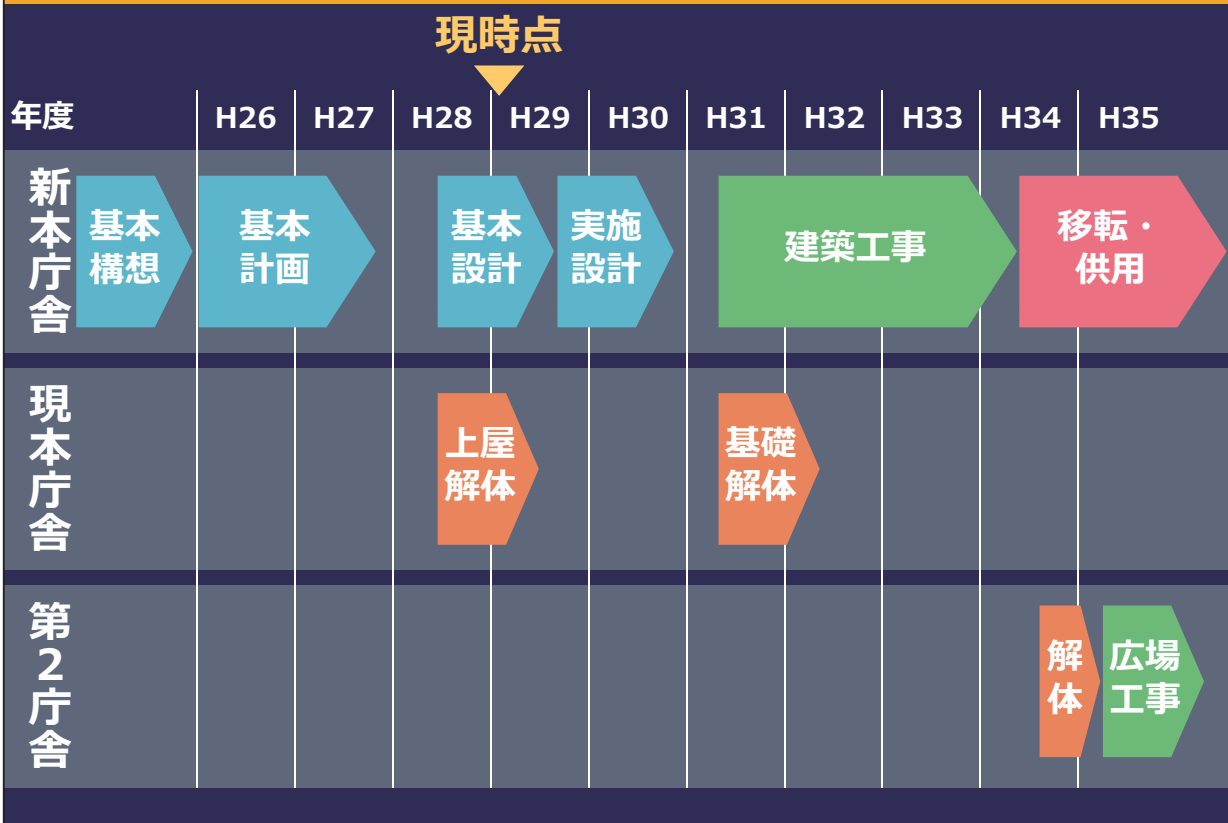 現時点
年度 H26 H27 H28 H29 H30 H31 H32 H33 H34 H35
新本庁舎
基本
構想
基本
計画
基本
設計
実施
設計
建築工事
移転・
供用
現本庁舎
上屋
解体
基礎
解体
第2庁舎
解
体
広場
工事